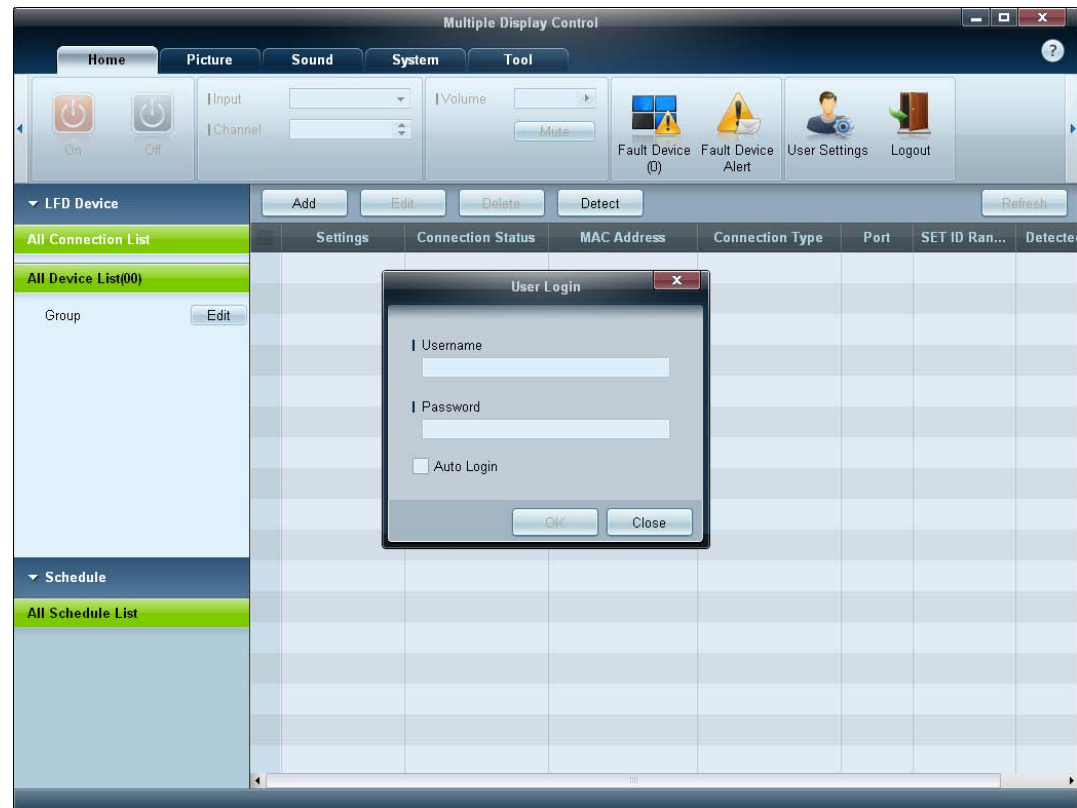 Multiple Display Control
Home Picture Sound System Tool
Input
Channel
On Off
Volume
Mute
Fault Device (0)
Fault Device Alert
User Settings
Logout
LFD Device
All Connection List
All Device List(00)
Group Edit
Schedule
All Schedule List
Add Edit Delete Detect Refresh
Settings Connection Status MAC Address Connection Type Port SET ID Ran... Detecte
User Login
Username
Password
Auto Login
OK Close